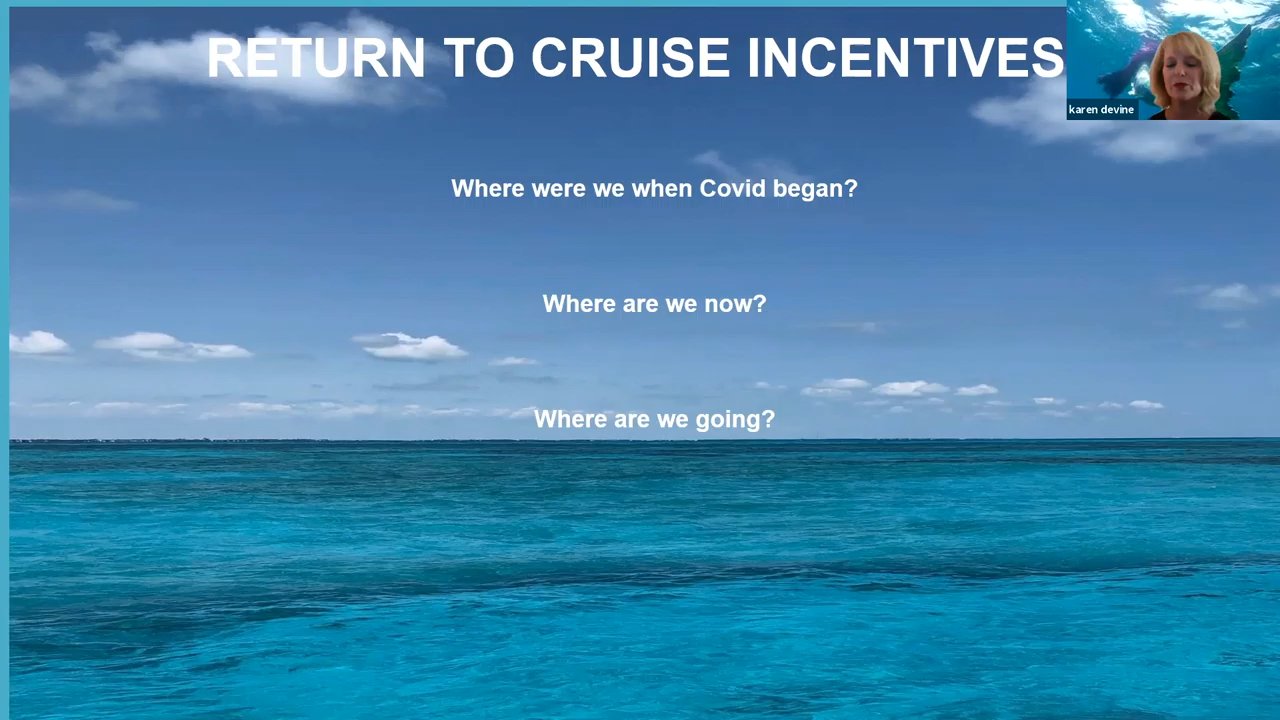 RETURN TO CRUISE INCENTIVES
karen devine
Where were we when Covid began?
Where are we now?
Where are we going?